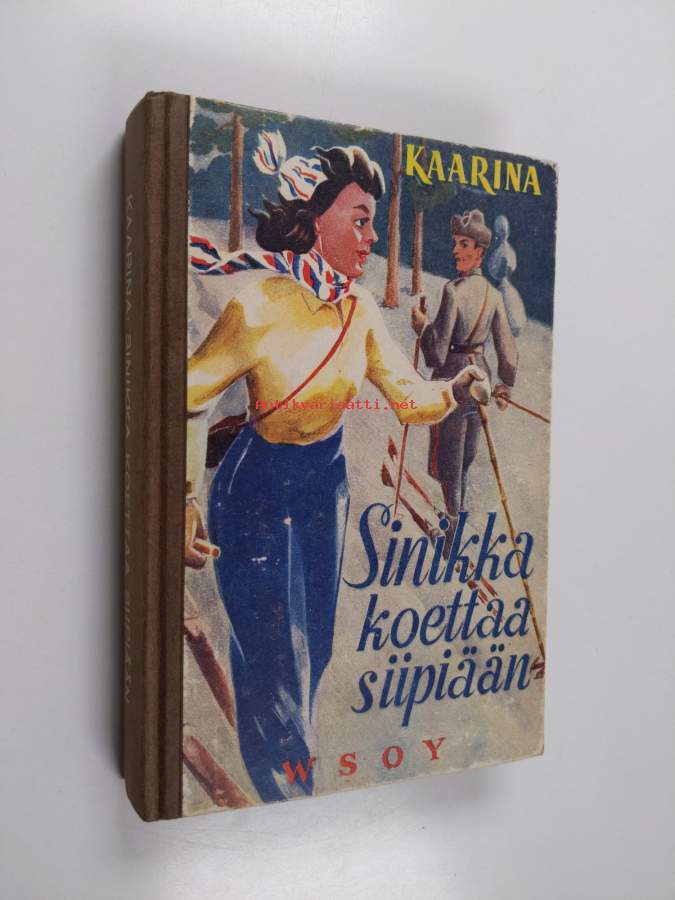 KAARINA
Sinikka
koettaa
siipiään
WSOY
KAARINA: SINIKKA KOETTAA SIIPIÄÄN
antikvariaatti.net